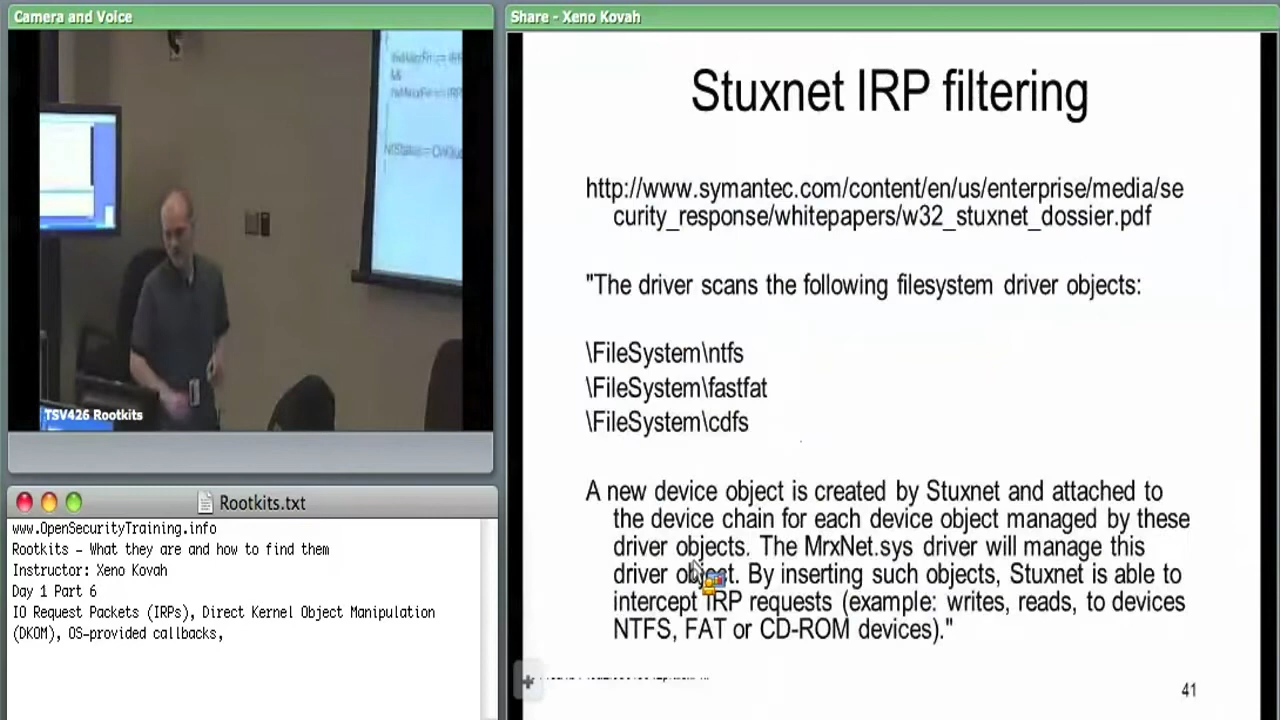 Camera and Voice
TSV426 Rootkits
Rootkits.txt
www.OpenSecurityTraining.info
Rootkits – What they are and how to find them
Instructor: Xeno Kovah
Day 1 Part 6
IO Request Packets (IRPs), Direct Kernel Object Manipulation
(DKOM), OS-provided callbacks,
Share - Xeno Kovah
Stuxnet IRP filtering
http://www.symantec.com/content/en/us/enterprise/media/se
curity_response/whitepapers/w32_stuxnet_dossier.pdf
"The driver scans the following filesystem driver objects:
\FileSystem\ntfs
\FileSystem\fastfat
\FileSystem\cdfs
A new device object is created by Stuxnet and attached to
the device chain for each device object managed by these
driver objects. The MrxNet.sys driver will manage this
driver object. By inserting such objects, Stuxnet is able to
intercept IRP requests (example: writes, reads, to devices
NTFS, FAT or CD-ROM devices)."
41